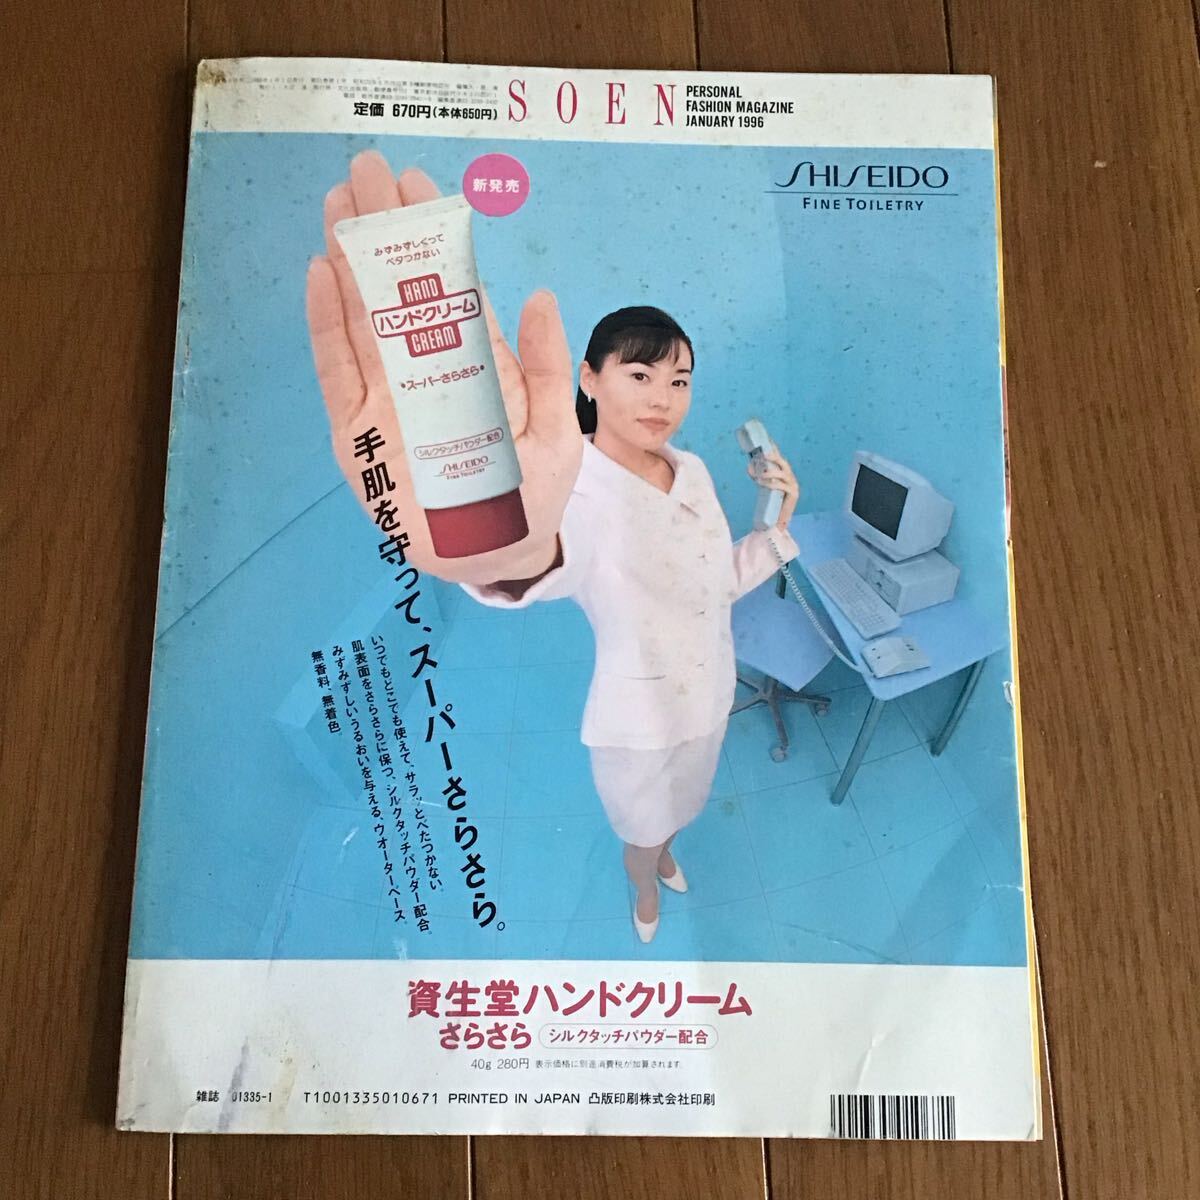 定価 670円(本体650円)
SOEN
PERSONAL
FASHION MAGAZINE
JANUARY 1996
SHISEIDO
FINE TOILETRY
新発売
みずみずしくって
ベタつかない
HAND
ハンドクリーム
CREAM
•スーパーさらさら•
シルクタッチパウダー配合
SHISEIDO
FINE TOILETRY
手肌を守って、スーパーさらさら。
いつでもどこでも使えて、サラッとべたつかない。
肌表面をさらさらに保つ、シルクタッチパウダー配合。
みずみずしいうるおいを与える、ウオーターベース。
無香料、無着色。
資生堂ハンドクリーム
さらさら シルクタッチパウダー配合
40g 280円 表示価格に別途消費税が加算されます。
雑誌 01335-1 T1001335010671 PRINTED IN JAPAN 凸版印刷株式会社印刷